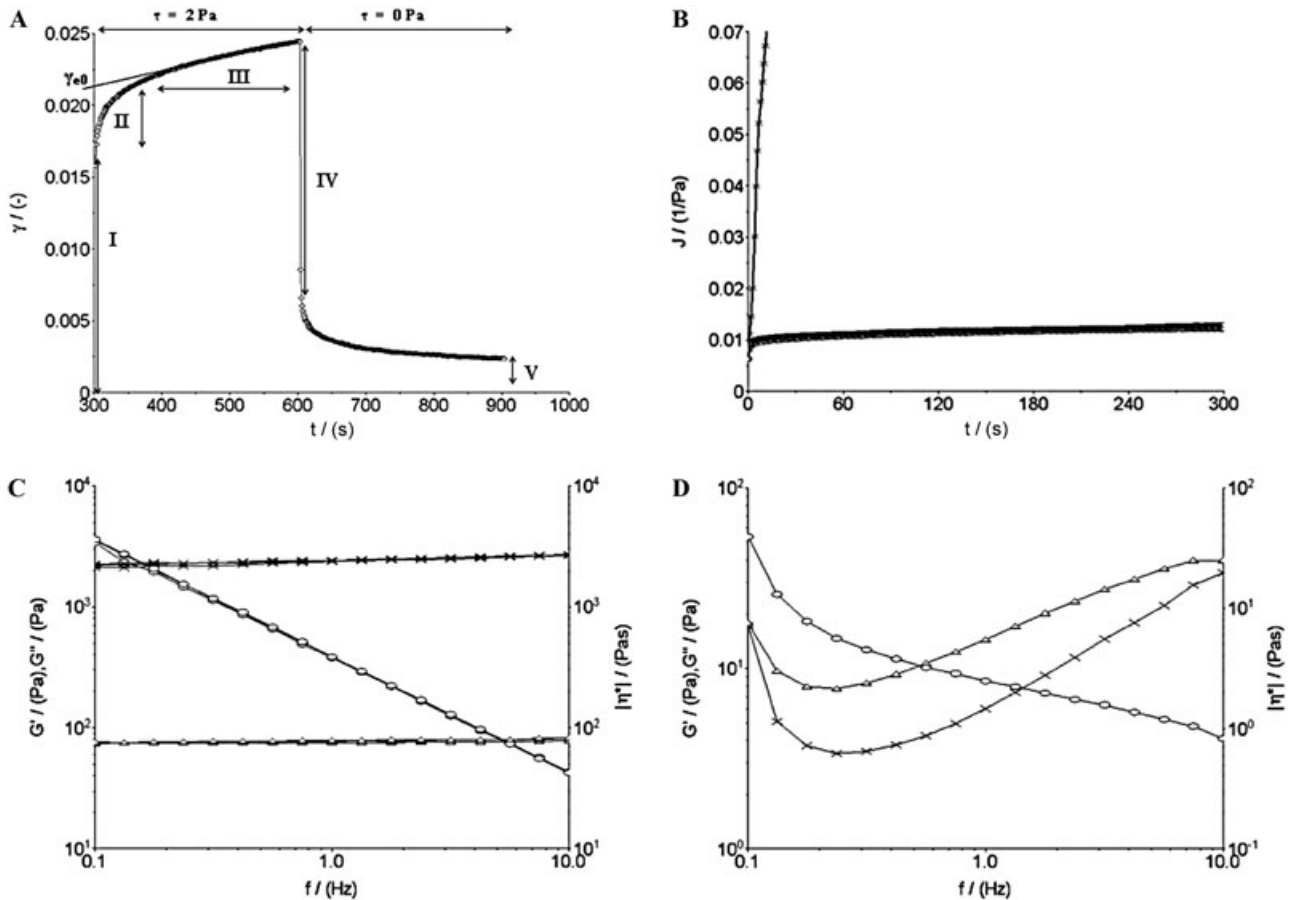 A
τ = 2 Pa
τ = 0 Pa
0.025
0.020
0.015
0.010
0.005
0
γe0
I
II
III
IV
V
γ / (-)
300 400 500 600 700 800 900 1000
t / (s)
B
0.07
0.06
0.05
0.04
0.03
0.02
0.01
0
J / (1/Pa)
0 60 120 180 240 300
t / (s)
C
10⁴
10³
10²
10¹
G' / (Pa),G'' / (Pa)
10⁴
10³
10²
10¹
|η*| / (Pas)
0.1 1.0 10.0
f / (Hz)
D
10²
10¹
10⁰
G' / (Pa),G'' / (Pa)
10²
10¹
10⁰
10⁻¹
|η*| / (Pas)
0.1 1.0 10.0
f / (Hz)